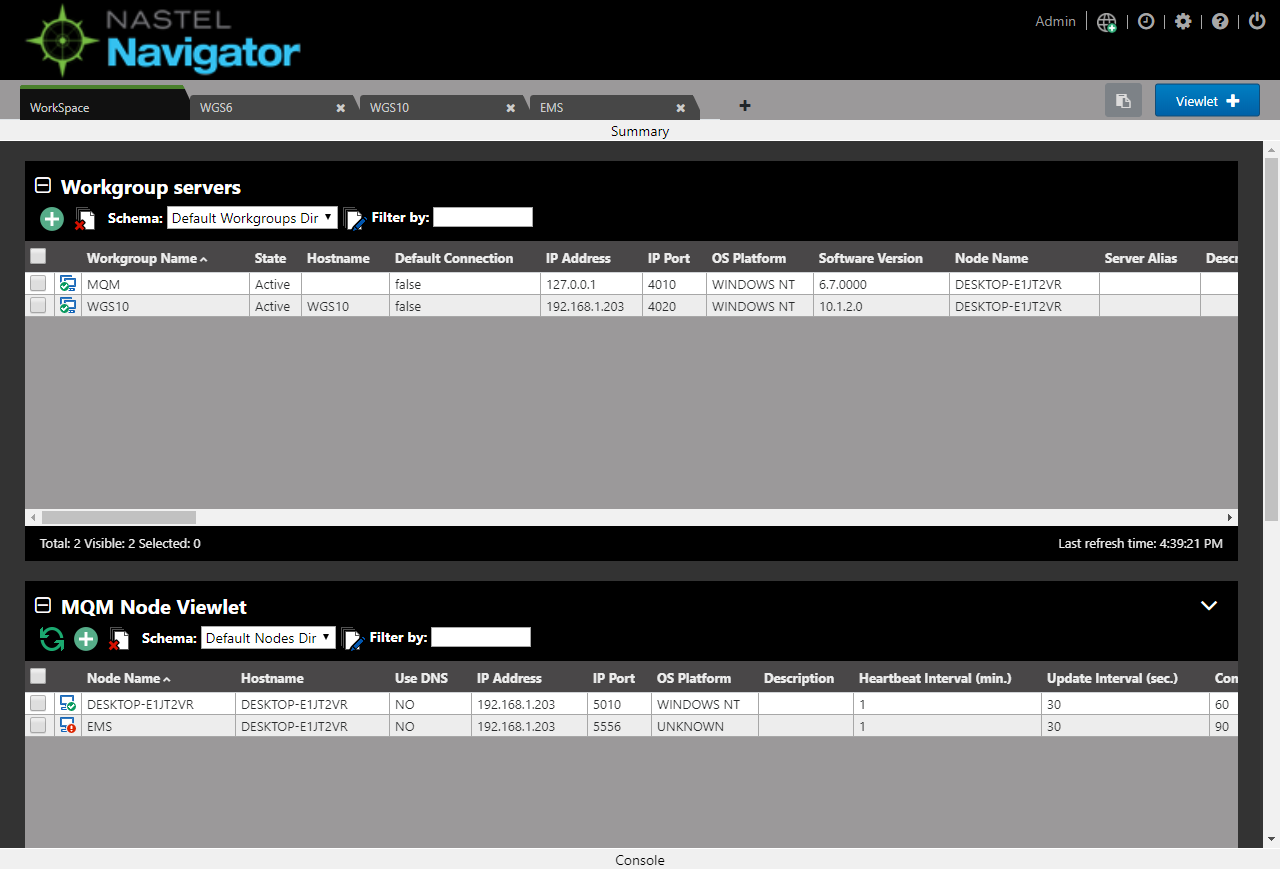 NASTEL
Navigator
Admin
WorkSpace WGS6 WGS10 EMS Viewlet
Summary
Workgroup servers
Schema: Default Workgroups Dir Filter by:
Workgroup Name State Hostname Default Connection IP Address IP Port OS Platform Software Version Node Name Server Alias Descr
MQM Active false 127.0.0.1 4010 WINDOWS NT 6.7.0000 DESKTOP-E1JT2VR
WGS10 Active WGS10 false 192.168.1.203 4020 WINDOWS NT 10.1.2.0 DESKTOP-E1JT2VR
Total: 2 Visible: 2 Selected: 0 Last refresh time: 4:39:21 PM
MQM Node Viewlet
Schema: Default Nodes Dir Filter by:
Node Name Hostname Use DNS IP Address IP Port OS Platform Description Heartbeat Interval (min.) Update Interval (sec.) Con
DESKTOP-E1JT2VR DESKTOP-E1JT2VR NO 192.168.1.203 5010 WINDOWS NT 1 30 60
EMS DESKTOP-E1JT2VR NO 192.168.1.203 5556 UNKNOWN 1 30 90
Console